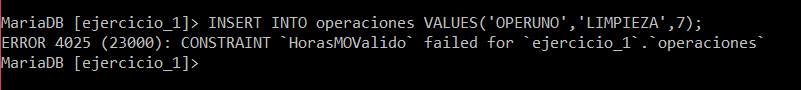 MariaDB [ejercicio_1]> INSERT INTO operaciones VALUES('OPERUNO','LIMPIEZA',7);
ERROR 4025 (23000): CONSTRAINT `HorasMOValido` failed for `ejercicio_1`.`operaciones`
MariaDB [ejercicio_1]>